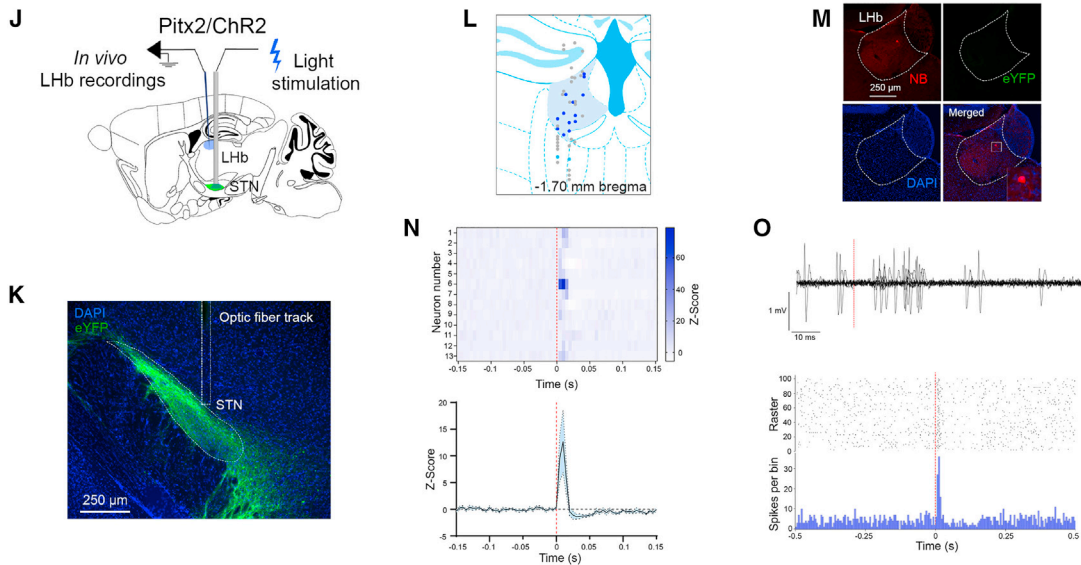 J
Pitx2/ChR2
In vivo
LHb recordings
Light
stimulation
LHb
STN
K
DAPI
eYFP
Optic fiber track
STN
250 µm
L
-1.70 mm bregma
M
LHb
NB
250 µm
eYFP
DAPI
Merged
N
Neuron number
1
2
3
4
5
6
7
8
9
10
11
12
13
-0.15
-0.1
-0.05
0
0.05
0.1
0.15
Time (s)
60
40
20
0
Z-Score
Z-Score
20
15
10
5
0
-5
-0.15
-0.1
-0.05
0
0.05
0.1
0.15
Time (s)
O
1 mV
10 ms
Raster
100
80
60
40
20
0
Spikes per bin
40
30
20
10
0
-0.5
0
0.5
Time (s)